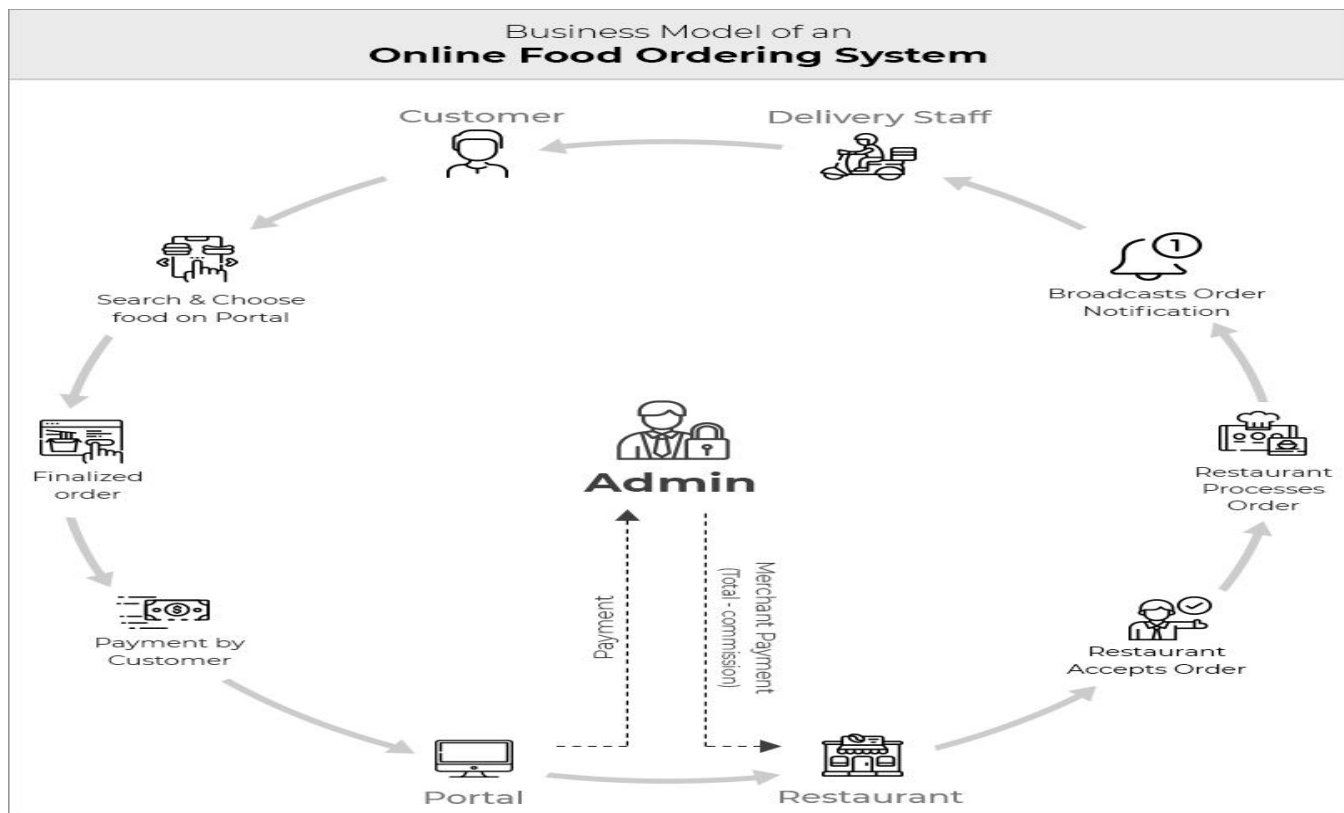 Business Model of an
Online Food Ordering System
Customer
Delivery Staff
Search & Choose
food on Portal
1
Broadcasts Order
Notification
Finalized
order
Admin
Restaurant
Processes
Order
Payment by
Customer
Payment
Merchant Payment
(Total - commission)
Restaurant
Accepts Order
Portal
Restaurant